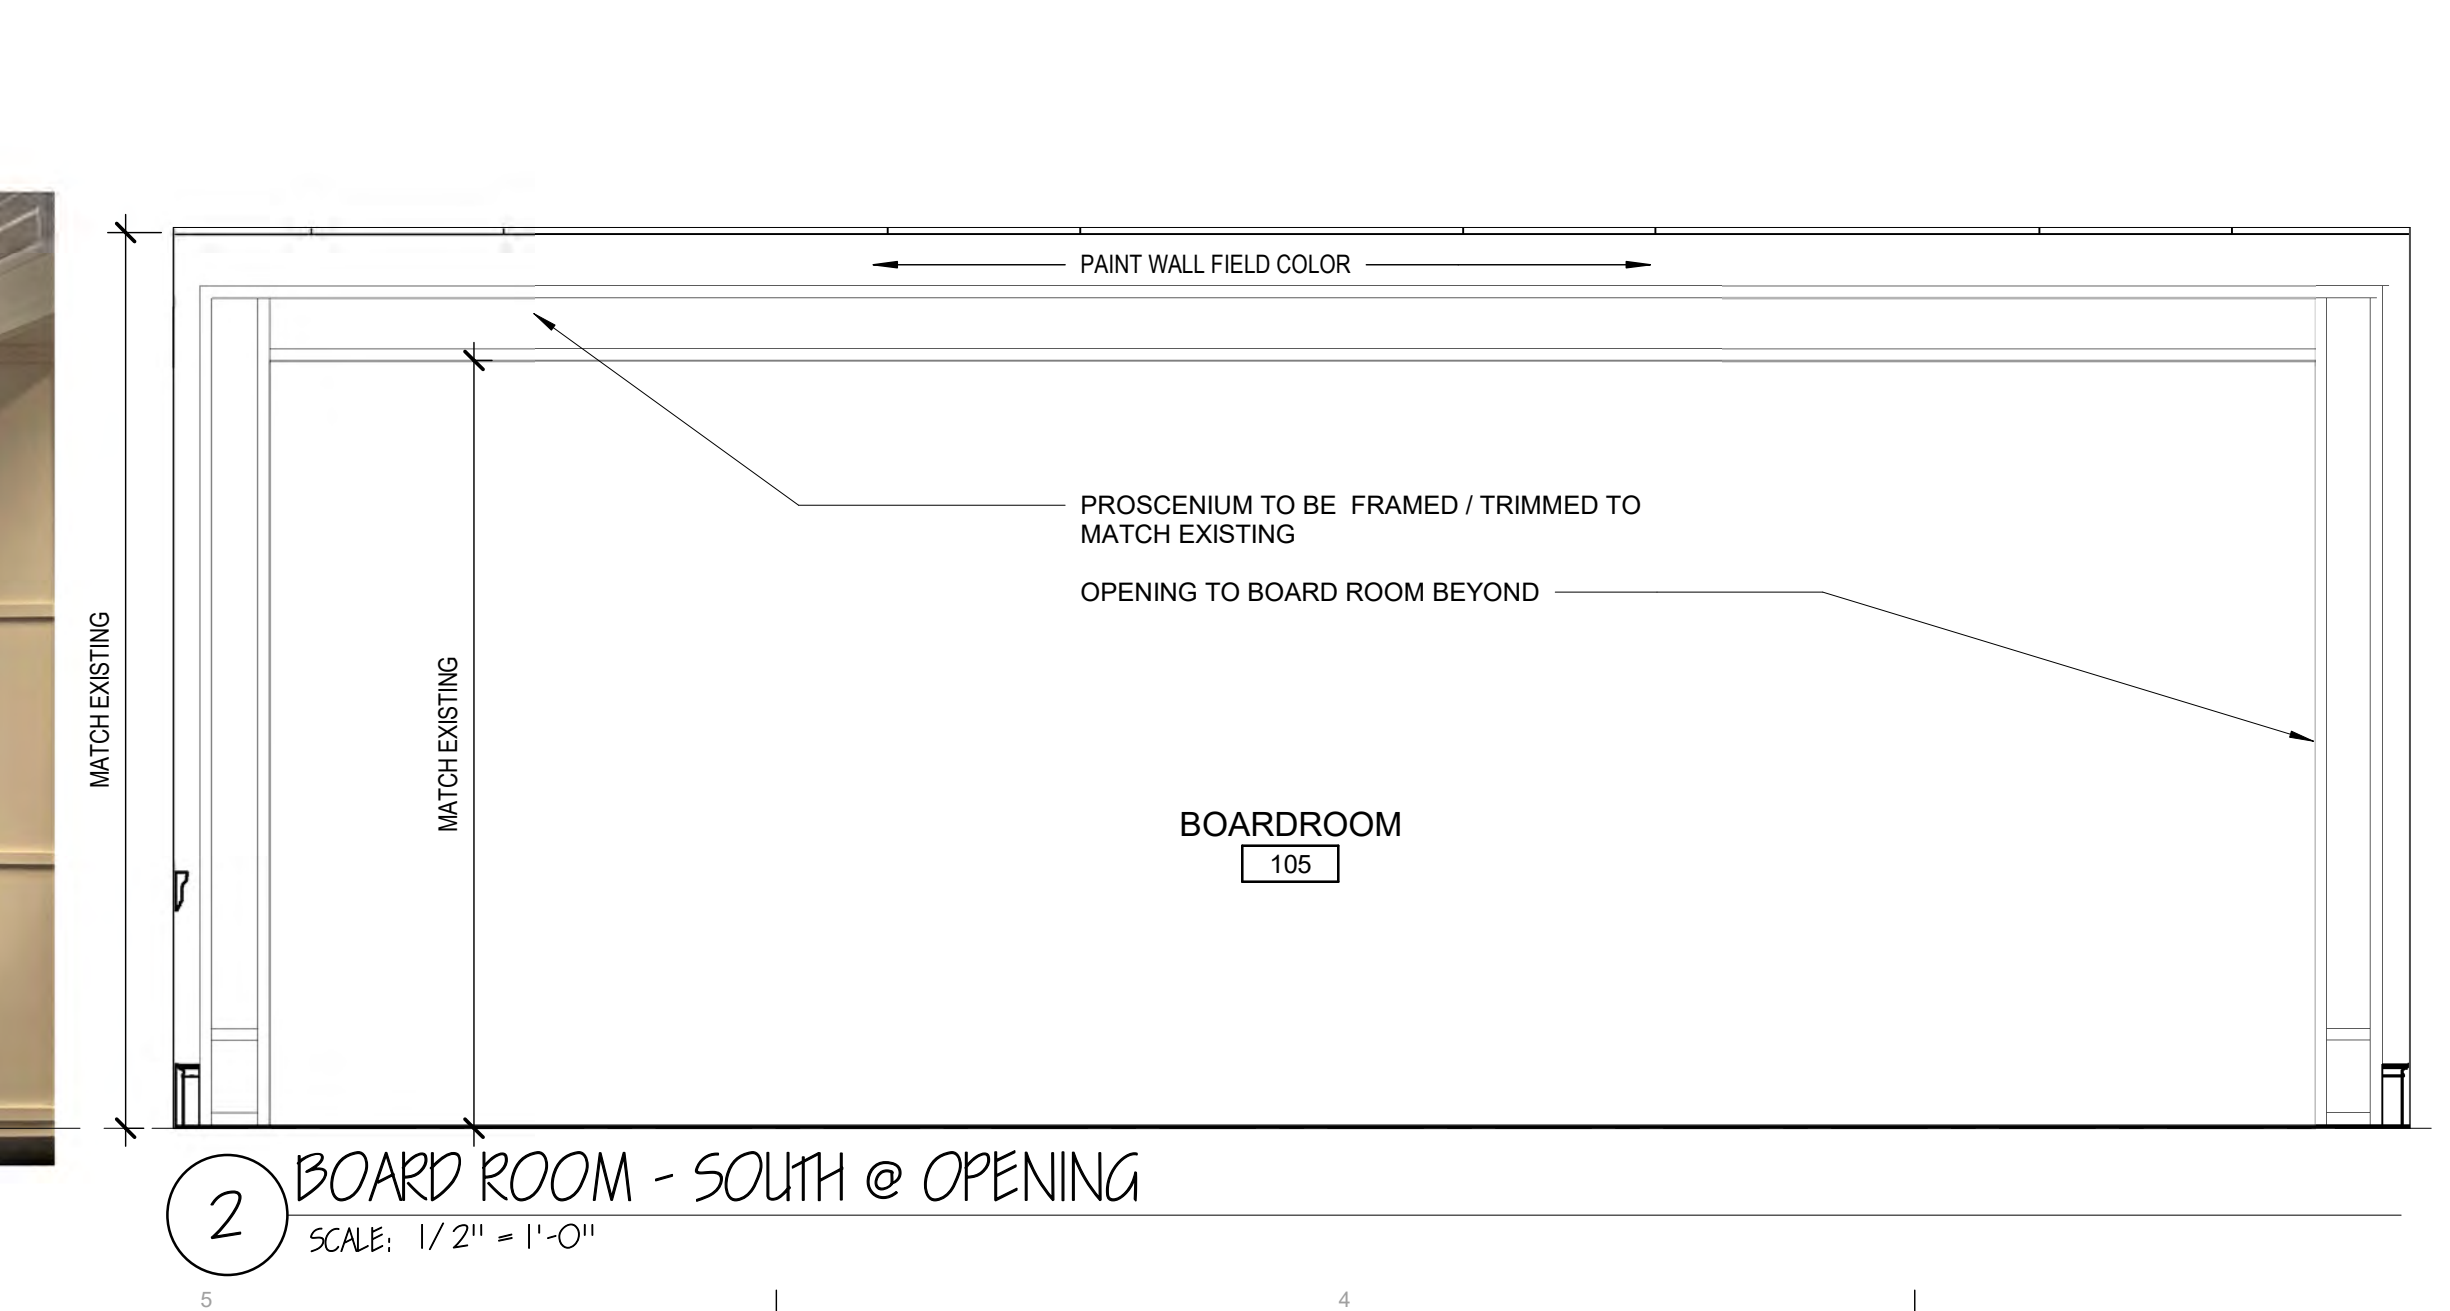 PAINT WALL FIELD COLOR
PROSCENIUM TO BE FRAMED / TRIMMED TO
MATCH EXISTING
OPENING TO BOARD ROOM BEYOND
MATCH EXISTING
MATCH EXISTING
BOARDROOM
105
2
BOARD ROOM - SOUTH @ OPENING
SCALE: 1/2" = 1'-0"
5
4